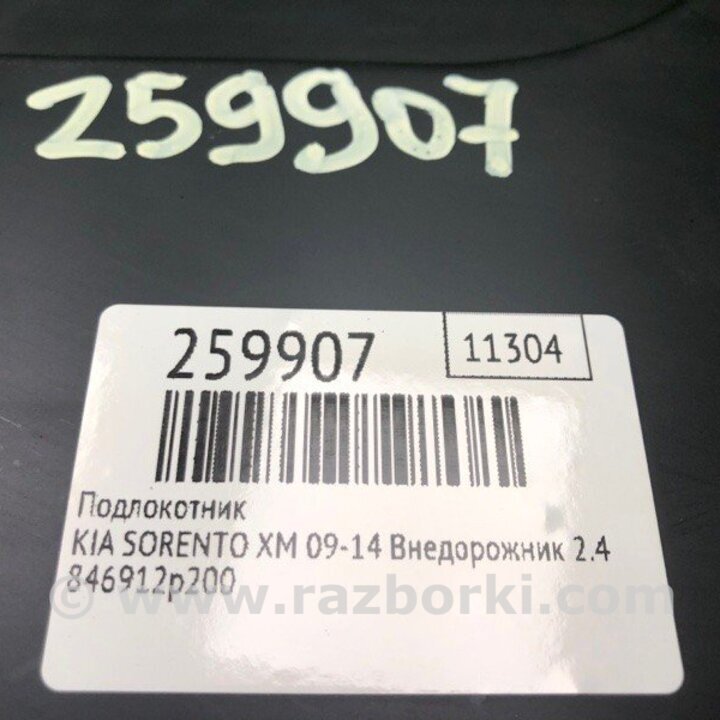 259907
259907
11304
Подлокотник
KIA SORENTO XM 09-14 Внедорожник 2.4
846912p200
© www.razborki.com